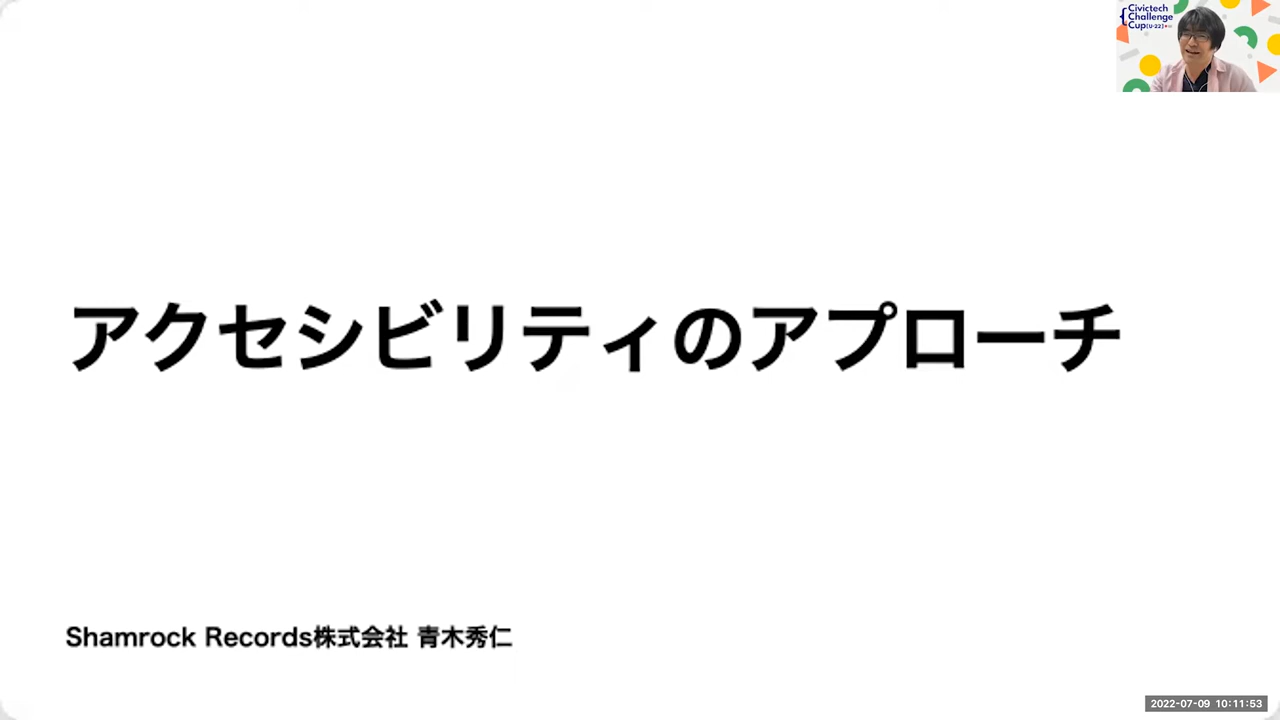 Civictech
Challenge
Cup[U-22]
アクセシビリティのアプローチ
Shamrock Records株式会社 青木秀仁
2022-07-09 10:11:53